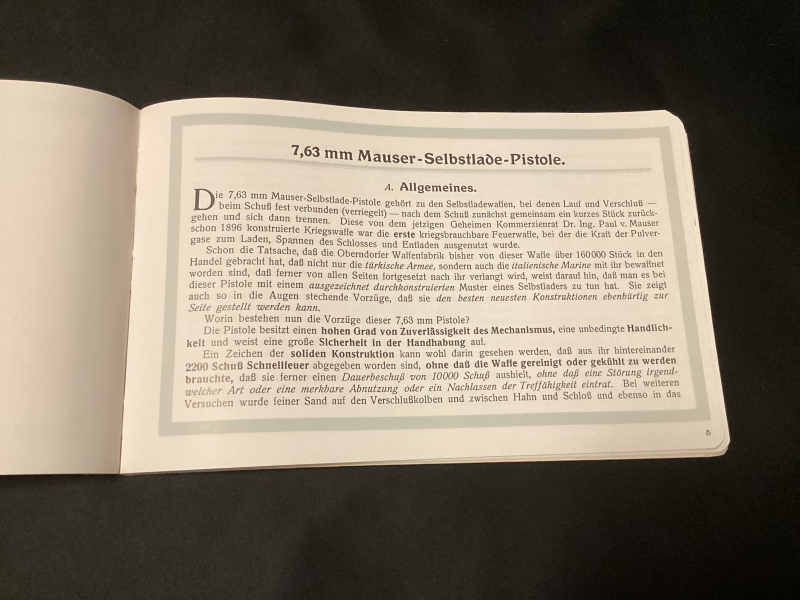 7,63 mm Mauser-Selbstlade-Pistole.
A. Allgemeines.
Die 7,63 mm Mauser-Selbstlade-Pistole gehört zu den Selbstladewaffen, bei denen Lauf und Verschluß —
beim Schuß fest verbunden (verriegelt) — nach dem Schuß zunächst gemeinsam ein kurzes Stück zurück-
gehen und sich dann trennen. Diese von dem jetzigen Geheimen Kommerzienrat Dr. Ing. Paul v. Mauser
schon 1896 konstruierte Kriegswaffe war die erste kriegsbrauchbare Feuerwaffe, bei der die Kraft der Pulver-
gase zum Laden, Spannen des Schlosses und Entladen ausgenutzt wurde.
Schon die Tatsache, daß die Oberndorfer Waffenfabrik bisher von dieser Waffe über 160000 Stück in den
Handel gebracht hat, daß nicht nur die türkische Armee, sondern auch die italienische Marine mit ihr bewaffnet
worden sind, daß ferner von allen Seiten fortgesetzt nach ihr verlangt wird, weist darauf hin, daß man es bei
dieser Pistole mit einem ausgezeichnet durchkonstruierten Muster eines Selbstladers zu tun hat. Sie zeigt
auch so in die Augen stechende Vorzüge, daß sie den besten neuesten Konstruktionen ebenbürtig zur
Seite gestellt werden kann.
Worin bestehen nun die Vorzüge dieser 7,63 mm Pistole?
Die Pistole besitzt einen hohen Grad von Zuverlässigkeit des Mechanismus, eine unbedingte Handlich-
keit und weist eine große Sicherheit in der Handhabung auf.
Ein Zeichen der soliden Konstruktion kann wohl darin gesehen werden, daß aus ihr hintereinander
2200 Schuß Schnellfeuer abgegeben worden sind, ohne daß die Waffe gereinigt oder gekühlt zu werden
brauchte, daß sie ferner einen Dauerbeschuß von 10000 Schuß aushielt, ohne daß eine Störung irgend-
welcher Art oder eine merkbare Abnutzung oder ein Nachlassen der Treffähigkeit eintrat. Bei weiteren
Versuchen wurde feiner Sand auf den Verschlußkolben und zwischen Hahn und Schloß und ebenso in das
5